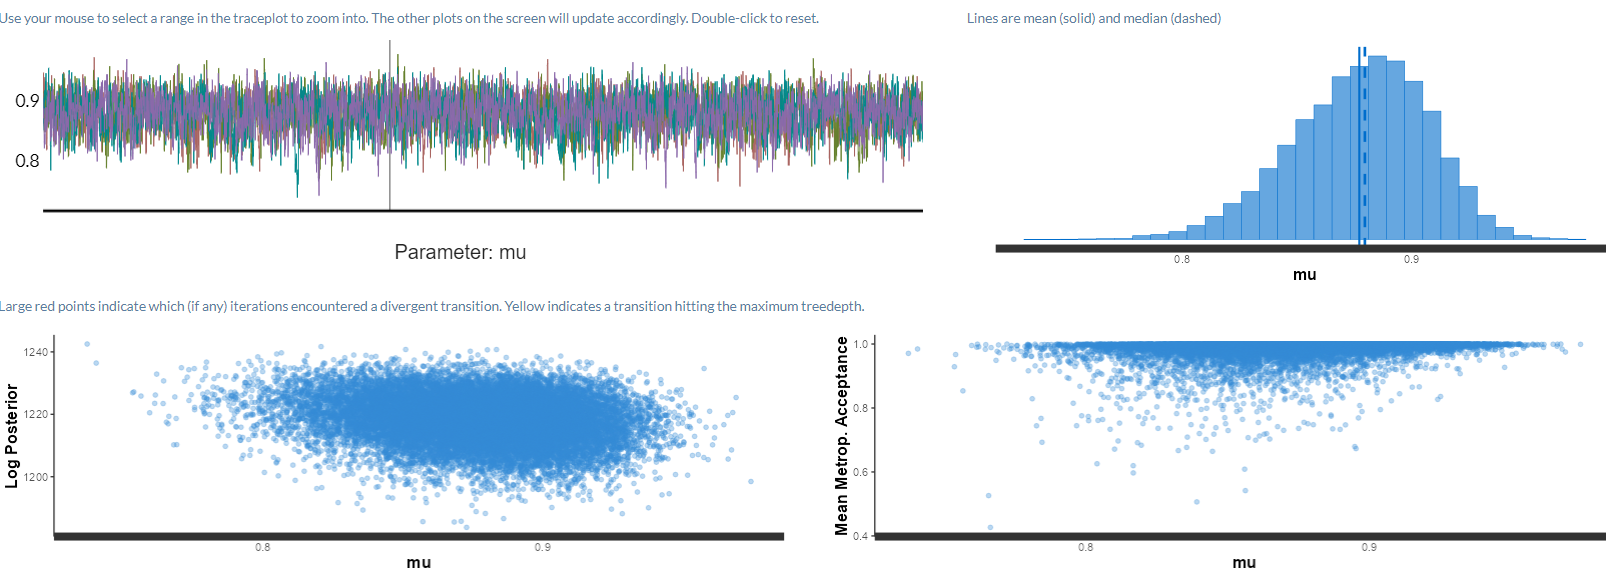 Use your mouse to select a range in the traceplot to zoom into. The other plots on the screen will update accordingly. Double-click to reset.
Lines are mean (solid) and median (dashed)
0.9
0.8
Parameter: mu
0.8 0.9
mu
Large red points indicate which (if any) iterations encountered a divergent transition. Yellow indicates a transition hitting the maximum treedepth.
Log Posterior
1240
1220
1200
0.8 0.9
mu
Mean Metrop. Acceptance
1.0
0.8
0.6
0.4
0.8 0.9
mu